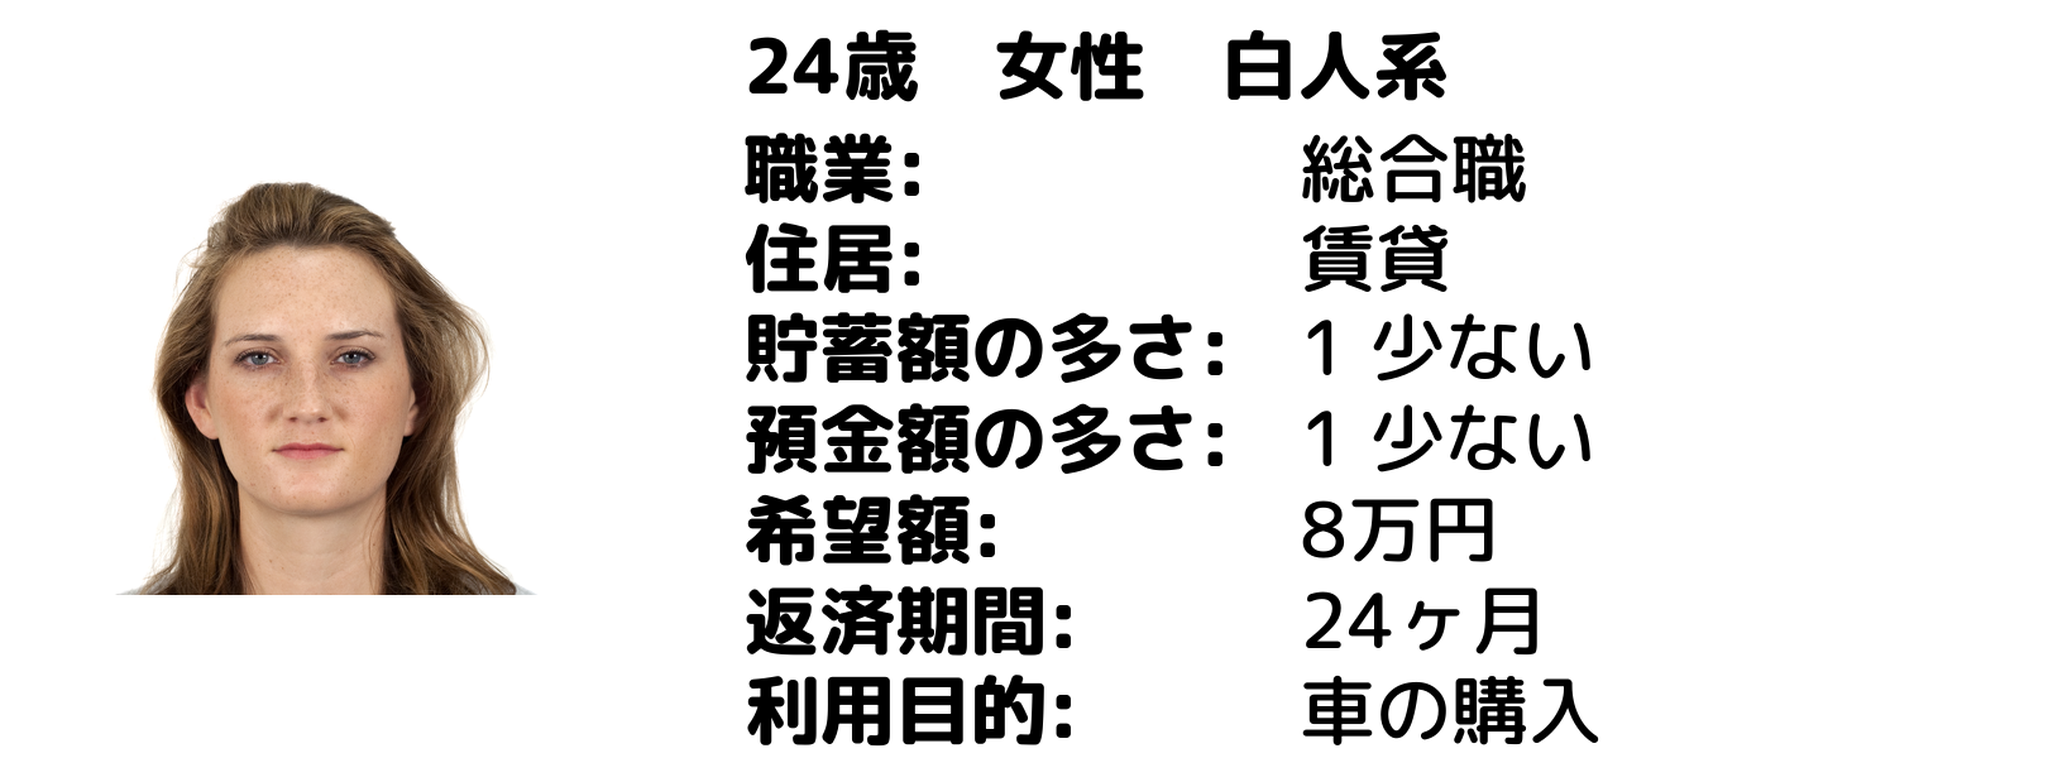 24歳　女性　白人系
職業: 総合職
住居: 賃貸
貯蓄額の多さ: 1 少ない
預金額の多さ: 1 少ない
希望額: 8万円
返済期間: 24ヶ月
利用目的: 車の購入